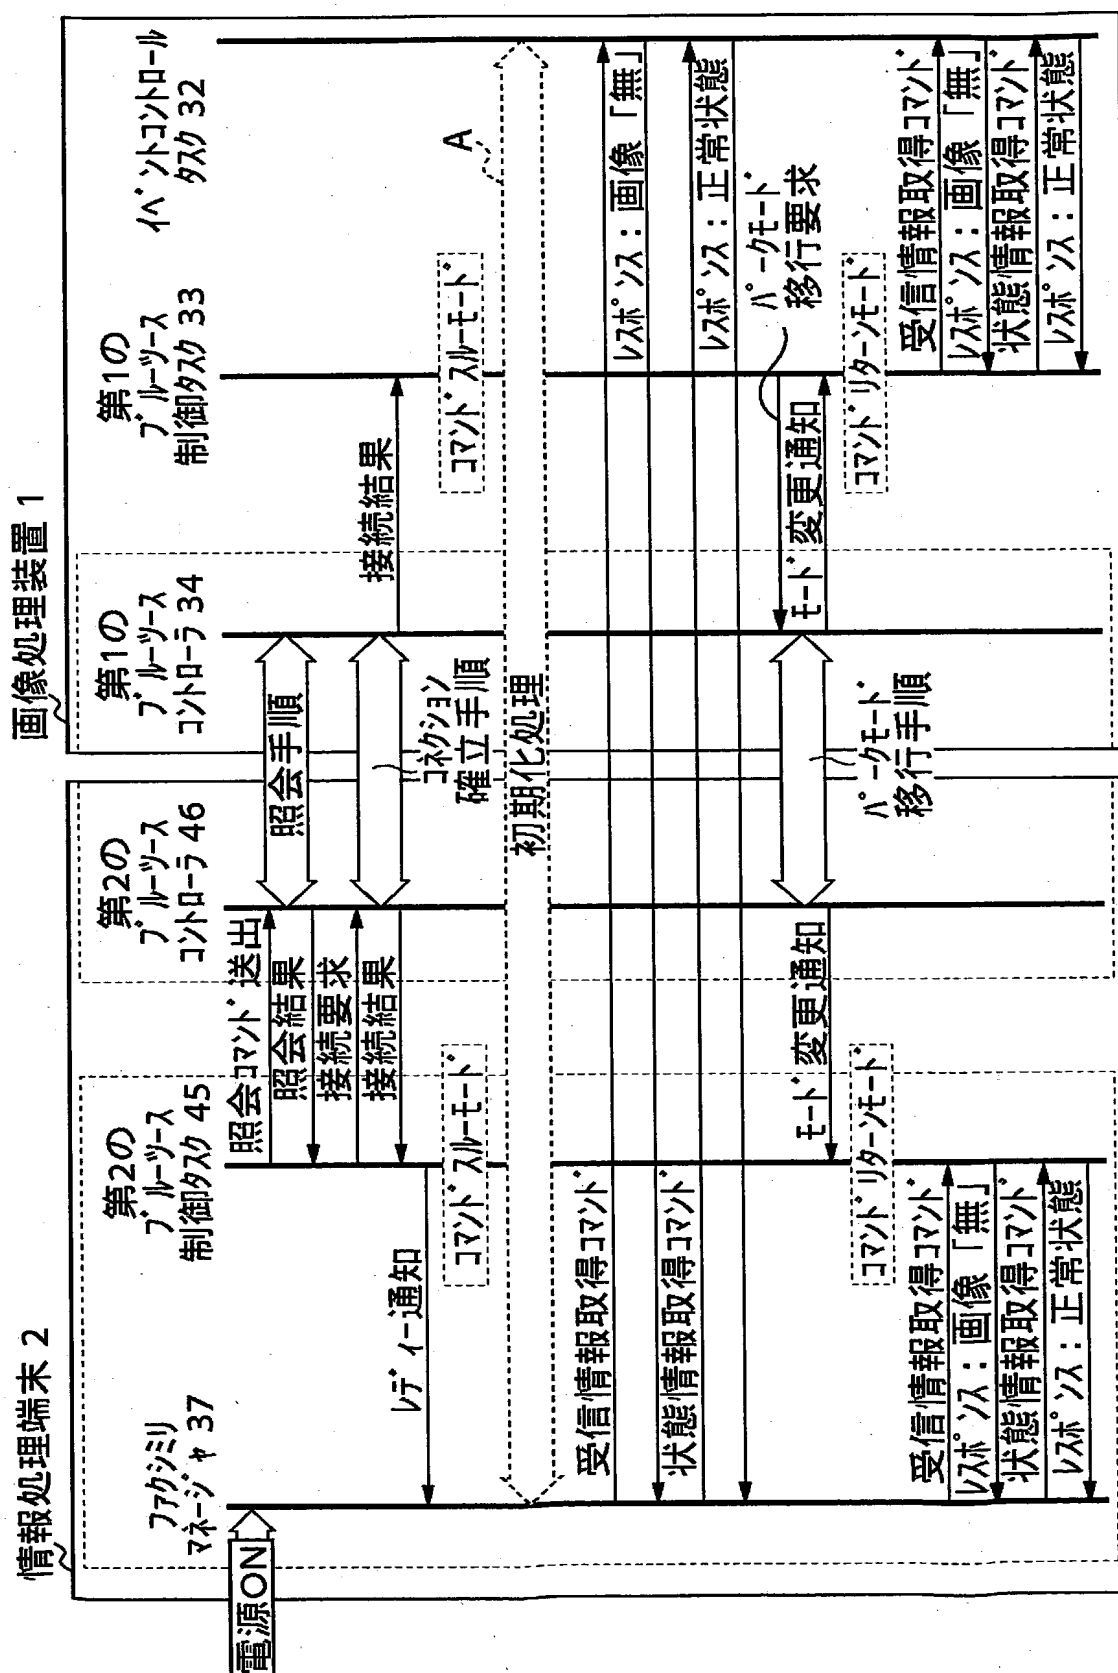 情報処理端末 2
画像処理装置 1
ファクシミリ
マネージャ 37
第2の
ブルーツース
制御タスク 45
第2の
ブルーツース
コントローラ 46
第1の
ブルーツース
コントローラ 34
第1の
ブルーツース
制御タスク 33
イベントコントロール
タスク 32
電源ON
照会コマンド送出
照会手順
照会結果
接続要求
接続結果
コネクション
確立手順
接続結果
レディー通知
コマンドスルーモード
コマンドスルーモード
A
初期化処理
受信情報取得コマンド
レスポンス:画像「無」
状態情報取得コマンド
レスポンス:正常状態
パークモード
移行要求
パークモード
移行手順
モード変更通知
モード変更通知
コマンドリターンモード
コマンドリターンモード
受信情報取得コマンド
レスポンス:画像「無」
状態情報取得コマンド
レスポンス:正常状態
受信情報取得コマンド
レスポンス:画像「無」
状態情報取得コマンド
レスポンス:正常状態